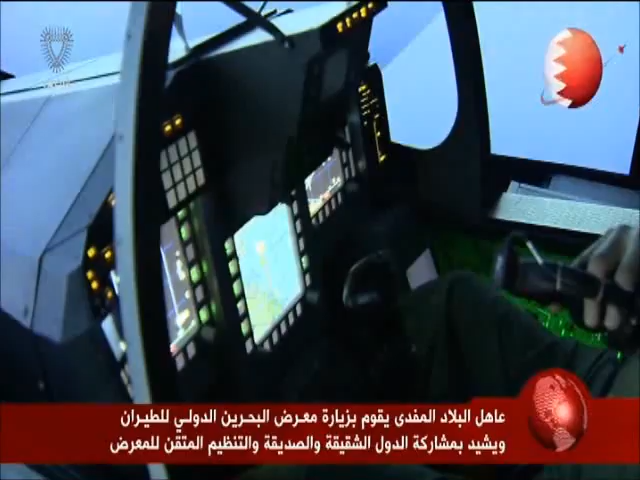 عاهل البلاد المفدى يقوم بزيارة معرض البحرين الدولي للطيران
ويشيد بمشاركة الدول الشقيقة والصديقة والتنظيم المتقن للمعرض